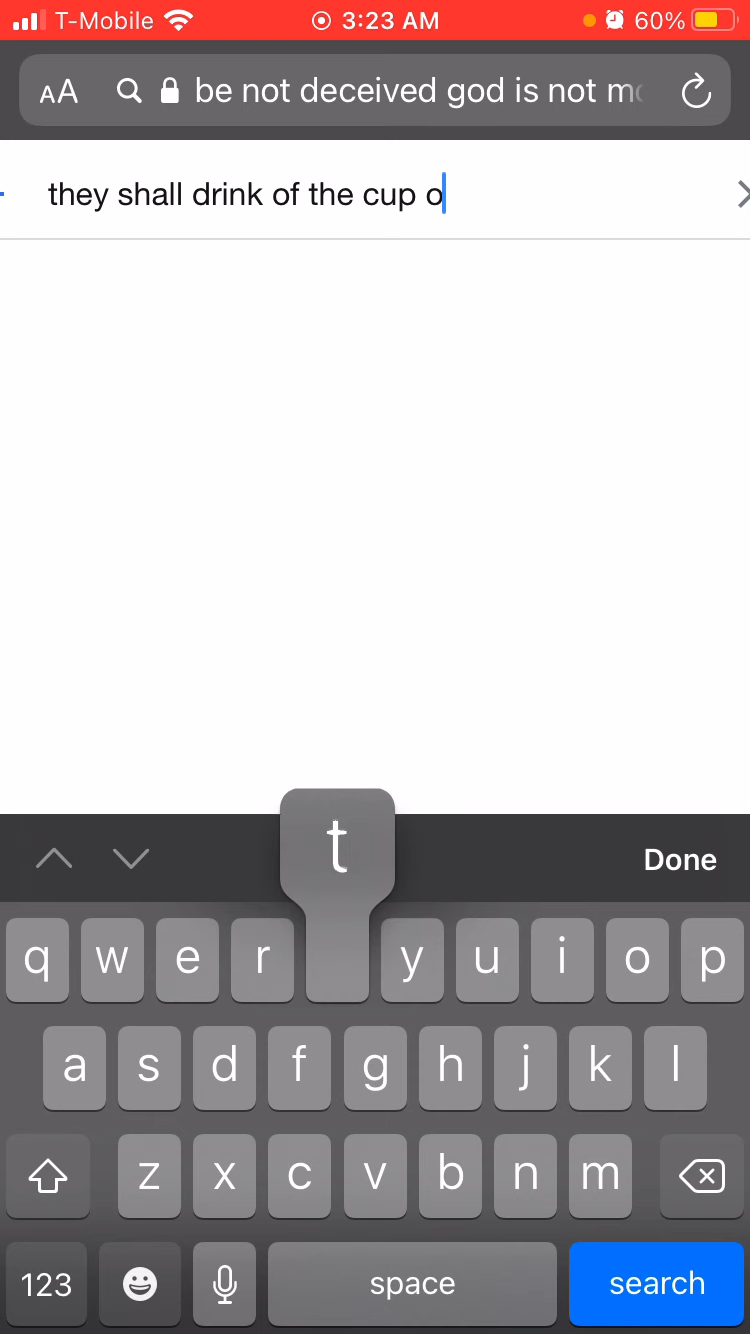 T-Mobile 3:23 AM 60%
AA be not deceived god is not mo
they shall drink of the cup o
t
Done
q w e r y u i o p
a s d f g h j k l
z x c v b n m
123 space search